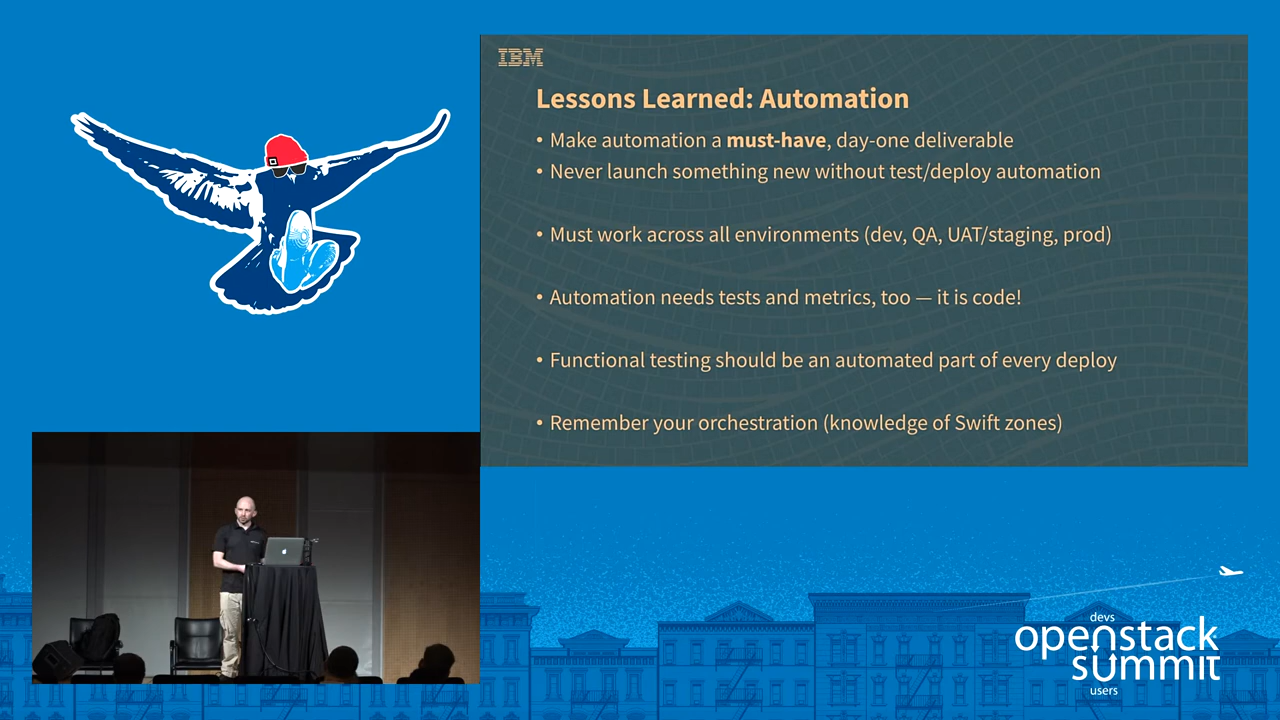 IBM
Lessons Learned: Automation
• Make automation a must-have, day-one deliverable
• Never launch something new without test/deploy automation
• Must work across all environments (dev, QA, UAT/staging, prod)
• Automation needs tests and metrics, too — it is code!
• Functional testing should be an automated part of every deploy
• Remember your orchestration (knowledge of Swift zones)
devs
openstack
summit
users